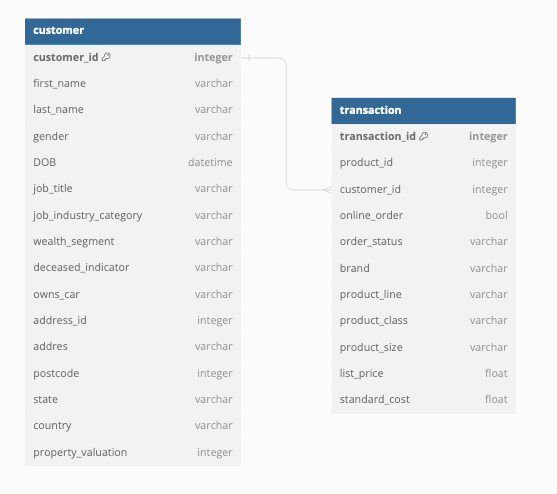 customer
customer_id integer
first_name varchar
last_name varchar
gender varchar
DOB datetime
job_title varchar
job_industry_category varchar
wealth_segment varchar
deceased_indicator varchar
owns_car varchar
address_id integer
addres varchar
postcode integer
state varchar
country varchar
property_valuation integer
transaction
transaction_id integer
product_id integer
customer_id integer
online_order bool
order_status varchar
brand varchar
product_line varchar
product_class varchar
product_size varchar
list_price float
standard_cost float